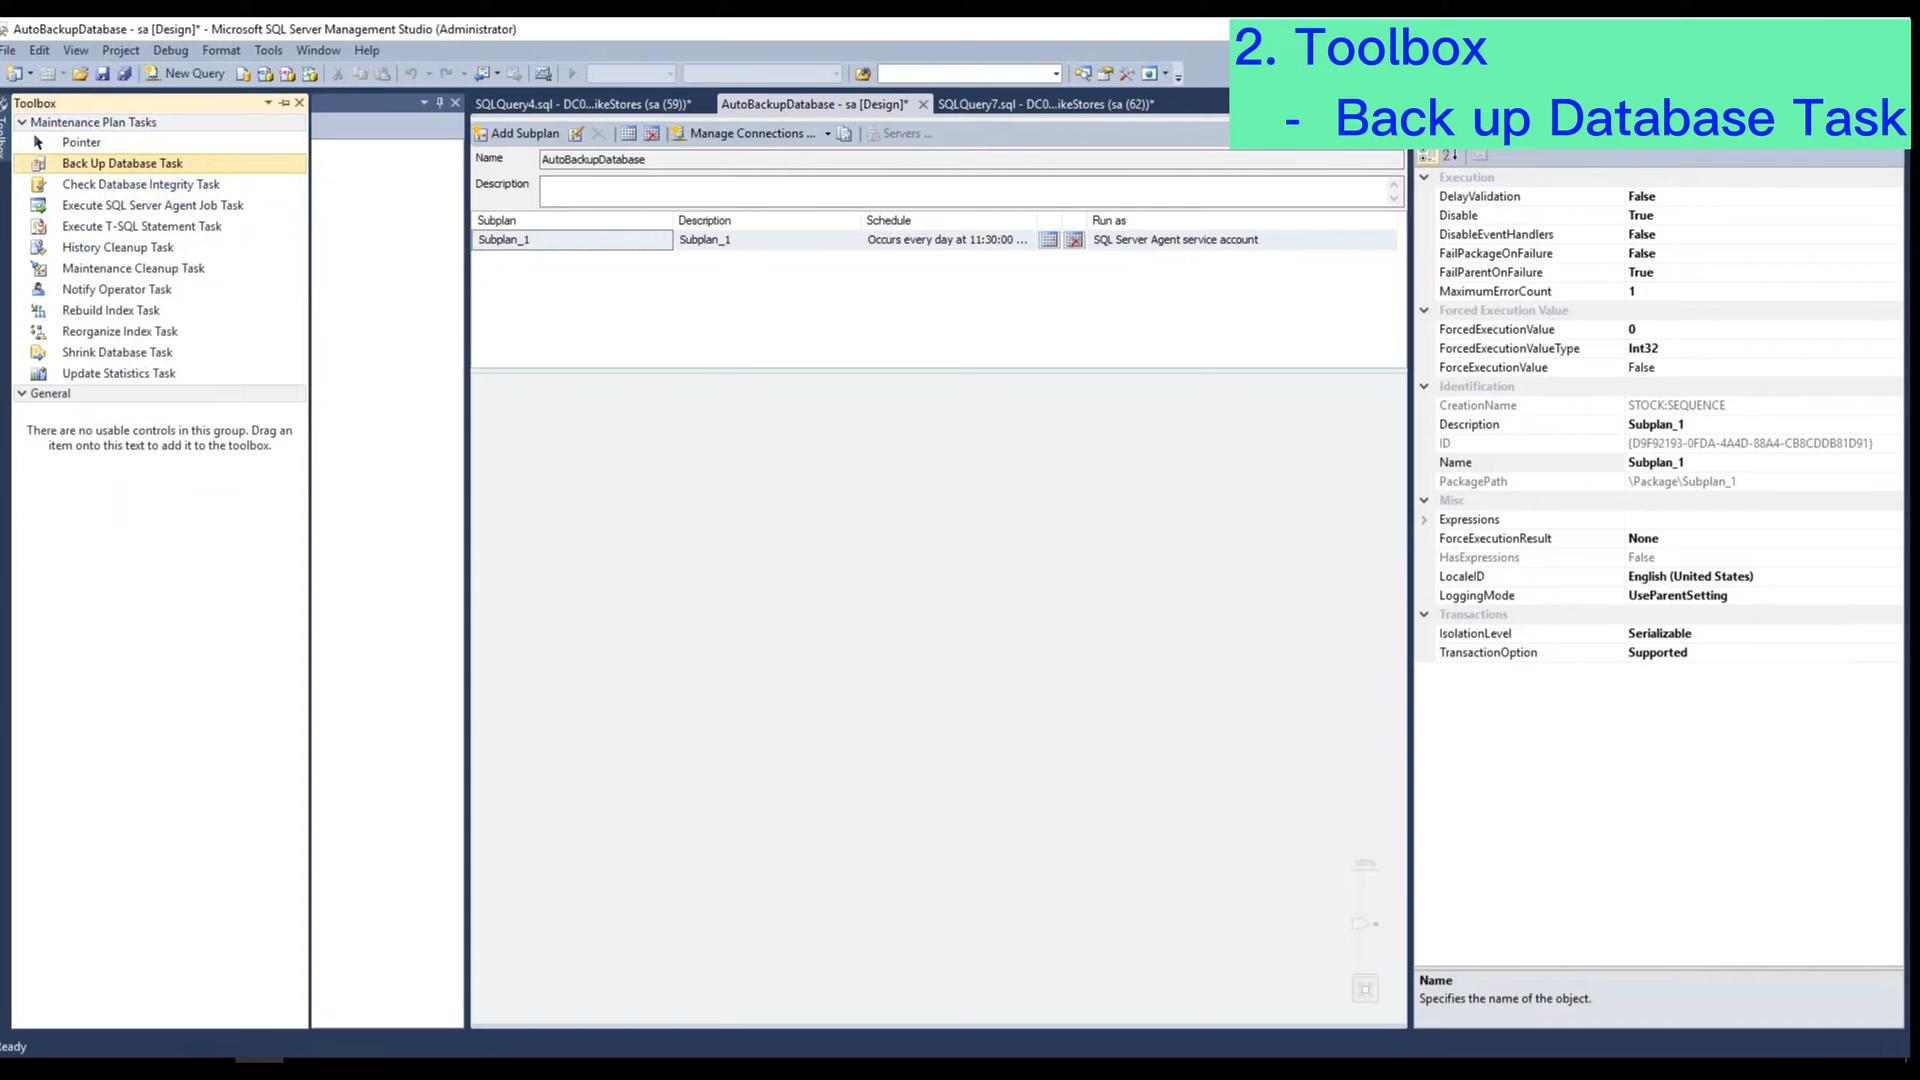 AutoBackupDatabase - sa [Design]* - Microsoft SQL Server Management Studio (Administrator)
File Edit View Project Debug Format Tools Window Help
New Query
2. Toolbox
- Back up Database Task
Toolbox
Maintenance Plan Tasks
Pointer
Back Up Database Task
Check Database Integrity Task
Execute SQL Server Agent Job Task
Execute T-SQL Statement Task
History Cleanup Task
Maintenance Cleanup Task
Notify Operator Task
Rebuild Index Task
Reorganize Index Task
Shrink Database Task
Update Statistics Task
General
There are no usable controls in this group. Drag an
item onto this text to add it to the toolbox.
SQLQuery4.sql - DC0...ikeStores (sa (59))* AutoBackupDatabase - sa [Design]* SQLQuery7.sql - DC0...ikeStores (sa (62))*
Add Subplan Manage Connections ... Servers ...
Name AutoBackupDatabase
Description
Subplan Description Schedule Run as
Subplan_1 Subplan_1 Occurs every day at 11:30:00 ... SQL Server Agent service account
100%
Execution
DelayValidation False
Disable True
DisableEventHandlers False
FailPackageOnFailure False
FailParentOnFailure True
MaximumErrorCount 1
Forced Execution Value
ForcedExecutionValue 0
ForcedExecutionValueType Int32
ForceExecutionValue False
Identification
CreationName STOCK:SEQUENCE
Description Subplan_1
ID {D9F92193-0FDA-4A4D-88A4-CB8CDDB81D91}
Name Subplan_1
PackagePath \Package\Subplan_1
Misc
Expressions
ForceExecutionResult None
HasExpressions False
LocaleID English (United States)
LoggingMode UseParentSetting
Transactions
IsolationLevel Serializable
TransactionOption Supported
Name
Specifies the name of the object.
Ready